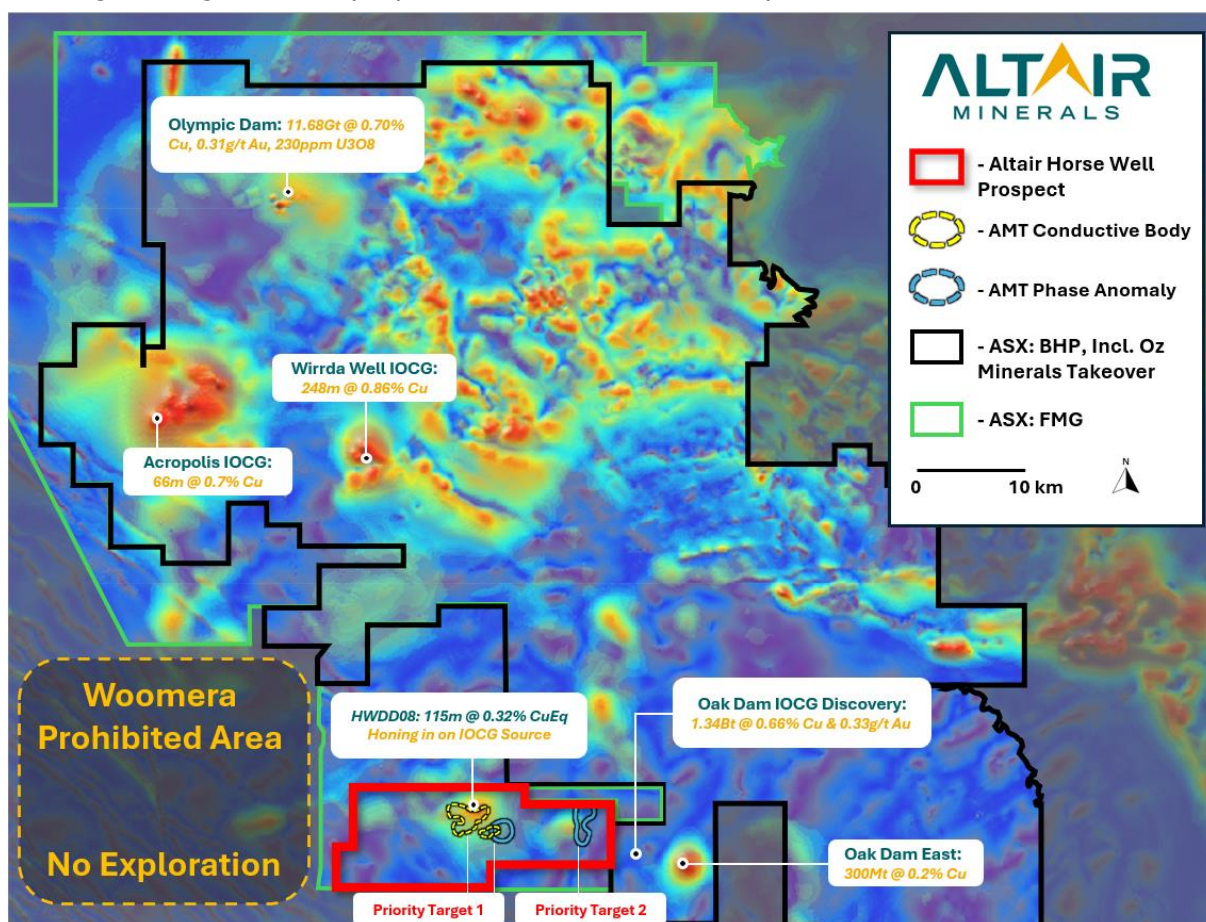 Olympic Dam: 11.68Gt @ 0.70%
Cu, 0.31g/t Au, 230ppm U3O8
Wirrda Well IOCG:
248m @ 0.86% Cu
Acropolis IOCG:
66m @ 0.7% Cu
Woomera
Prohibited Area
No Exploration
HWDD08: 115m @ 0.32% CuEq
Honing in on IOCG Source
Oak Dam IOCG Discovery:
1.34Bt @ 0.66% Cu & 0.33g/t Au
Oak Dam East:
300Mt @ 0.2% Cu
Priority Target 1
Priority Target 2
ALTAIR
MINERALS
- Altair Horse Well
Prospect
- AMT Conductive Body
- AMT Phase Anomaly
- ASX: BHP, Incl. Oz
Minerals Takeover
- ASX: FMG
0 10 km
N